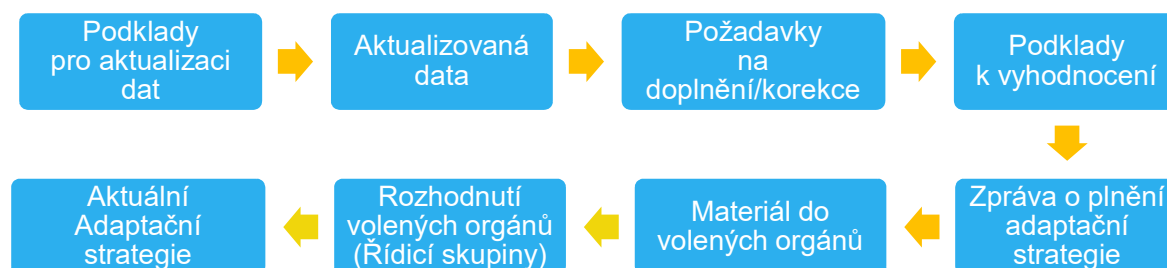 Podklady
pro aktualizaci
dat
Aktualizovaná
data
Požadavky
na
doplnění/korekce
Podklady
k vyhodnocení
Zpráva o plnění
adaptační
strategie
Materiál do
volených orgánů
Rozhodnutí
volených orgánů
(Řídicí skupiny)
Aktuální
Adaptační
strategie